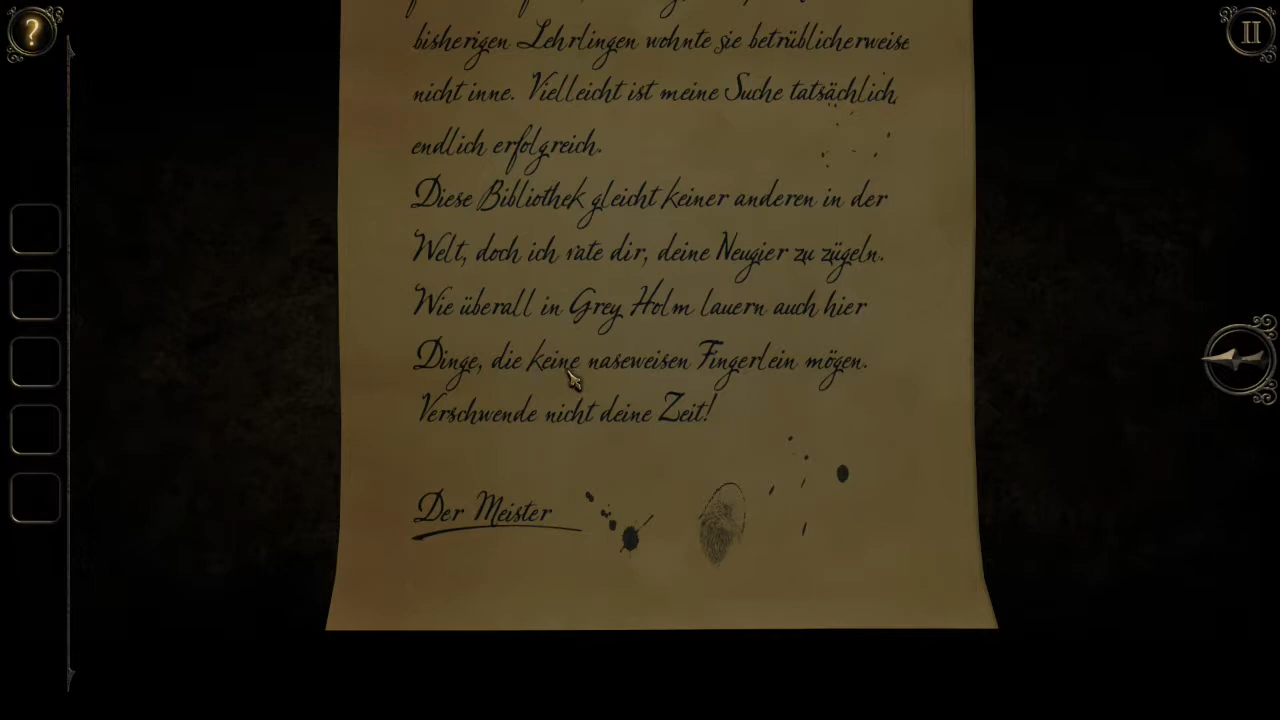 bisherigen Lehrlingen wohnte sie betrüblicherweise
nicht inne. Vielleicht ist meine Suche tatsächlich
endlich erfolgreich.
Diese Bibliothek gleicht keiner anderen in der
Welt, doch ich rate dir, deine Neugier zu zügeln.
Wie überall in Grey Holm lauern auch hier
Dinge, die keine naseweisen Fingerlein mögen.
Verschwende nicht deine Zeit!
Der Meister
?